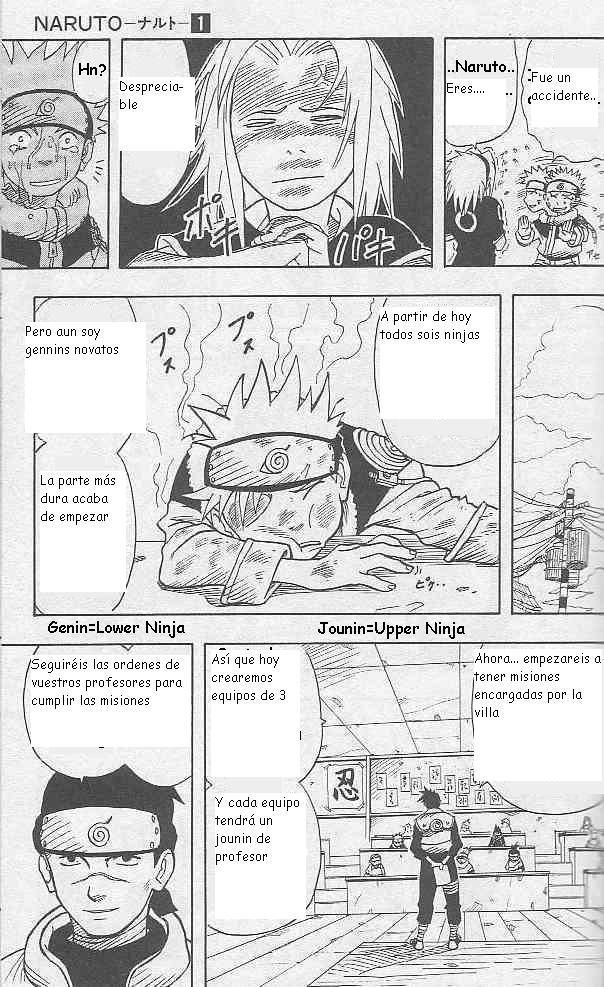 NARUTO–ナルト–1
..Naruto..
Eres....
Fue un
accidente..
Desprecia-
ble
ポキ
パキ
Hn?
A partir de hoy
todos sois ninjas
プス
プス
Pero aun soy
gennins novatos
La parte más
dura acaba
de empezar
ピク..
Genin=Lower Ninja
Jounin=Upper Ninja
Ahora... empezareis a
tener misiones
encargadas por la
villa
忍
Así que hoy
crearemos
equipos de 3
Y cada equipo
tendrá un
jounin de
profesor
Seguiréis las ordenes de
vuestros profesores para
cumplir las misiones